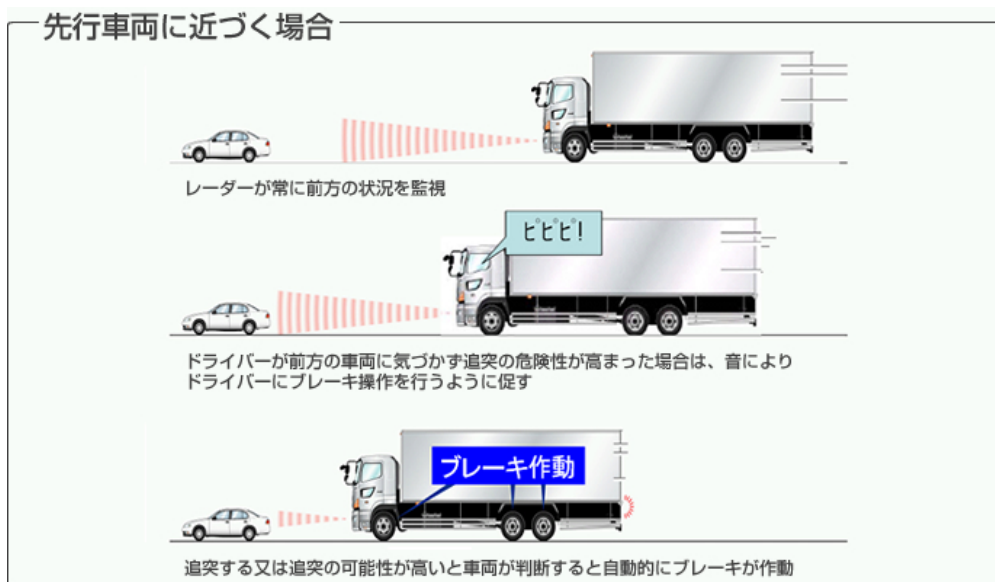 先行車両に近づく場合
レーダーが常に前方の状況を監視
ピピピ!
ドライバーが前方の車両に気づかず追突の危険性が高まった場合は、音により
ドライバーにブレーキ操作を行うように促す
ブレーキ作動
追突する又は追突の可能性が高いと車両が判断すると自動的にブレーキが作動